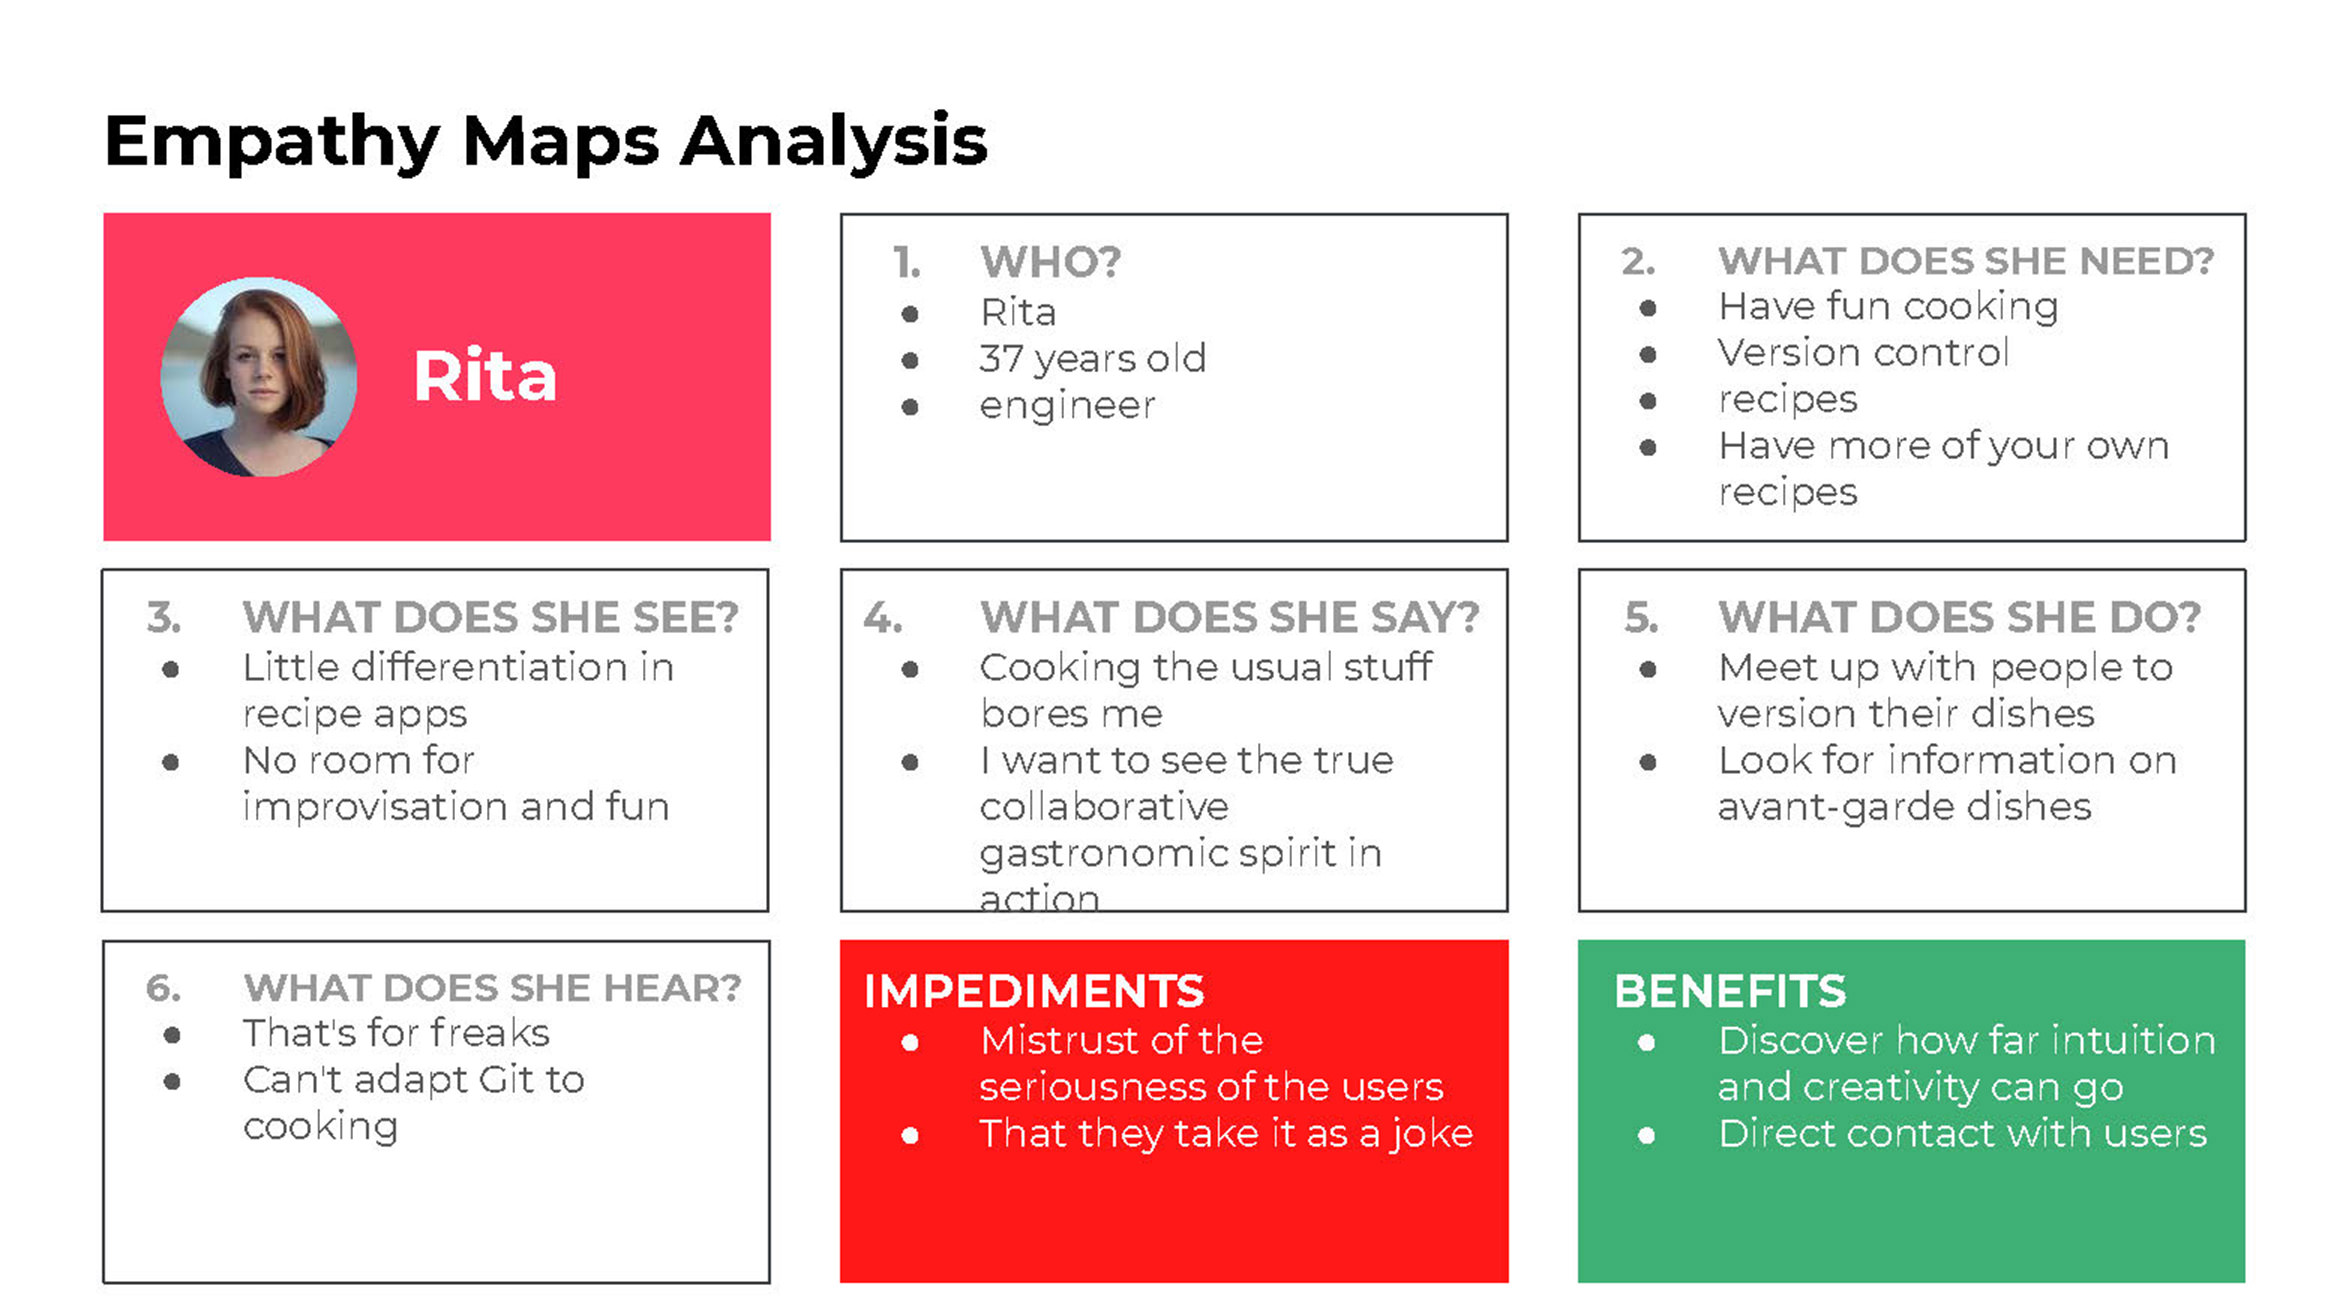 Empathy Maps Analysis
Rita
1. WHO?
● Rita
● 37 years old
● engineer
2. WHAT DOES SHE NEED?
● Have fun cooking
● Version control
● recipes
● Have more of your own
recipes
3. WHAT DOES SHE SEE?
● Little differentiation in
recipe apps
● No room for
improvisation and fun
4. WHAT DOES SHE SAY?
● Cooking the usual stuff
bores me
● I want to see the true
collaborative
gastronomic spirit in
action
5. WHAT DOES SHE DO?
● Meet up with people to
version their dishes
● Look for information on
avant-garde dishes
6. WHAT DOES SHE HEAR?
● That's for freaks
● Can't adapt Git to
cooking
IMPEDIMENTS
● Mistrust of the
seriousness of the users
● That they take it as a joke
BENEFITS
● Discover how far intuition
and creativity can go
● Direct contact with users